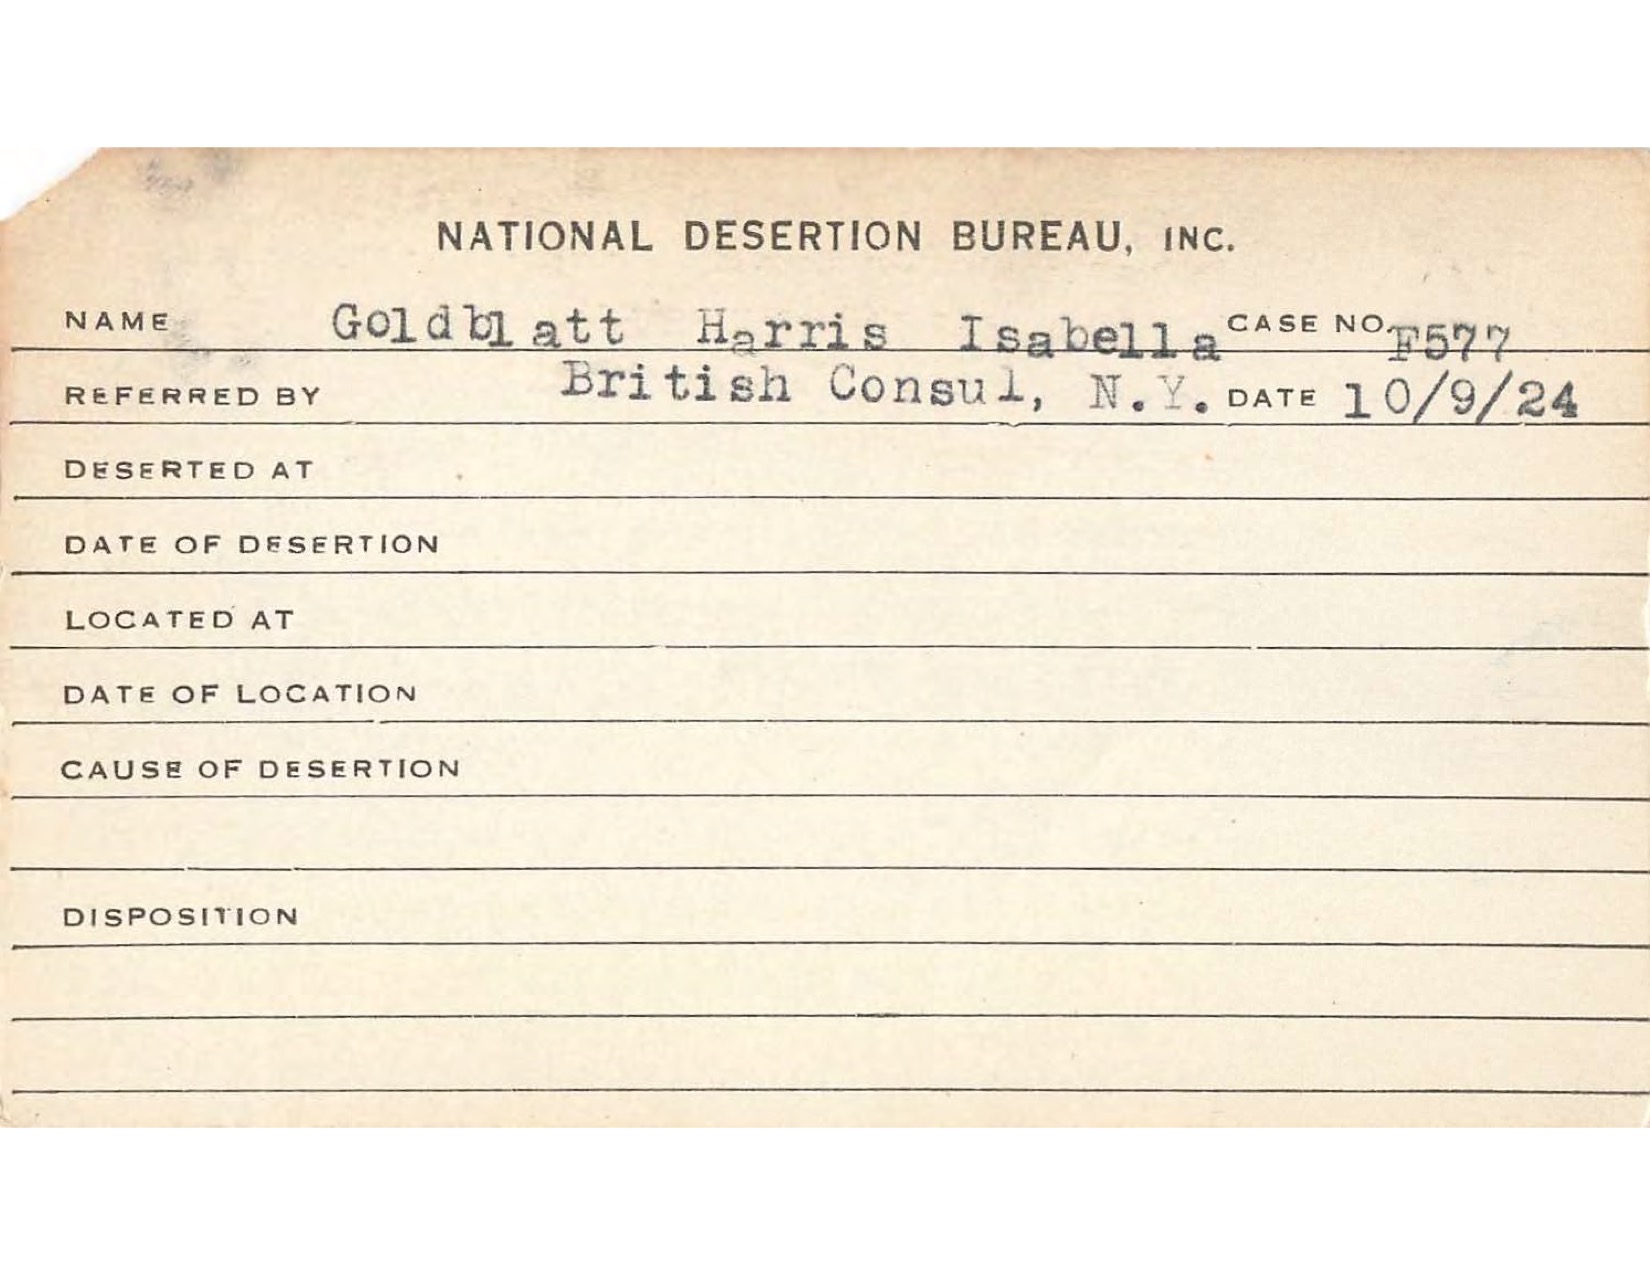 NATIONAL DESERTION BUREAU, INC.
NAME Goldblatt Harris Isabella CASE NO. F577
REFERRED BY British Consul, N.Y. DATE 10/9/24
DESERTED AT
DATE OF DESERTION
LOCATED AT
DATE OF LOCATION
CAUSE OF DESERTION
DISPOSITION